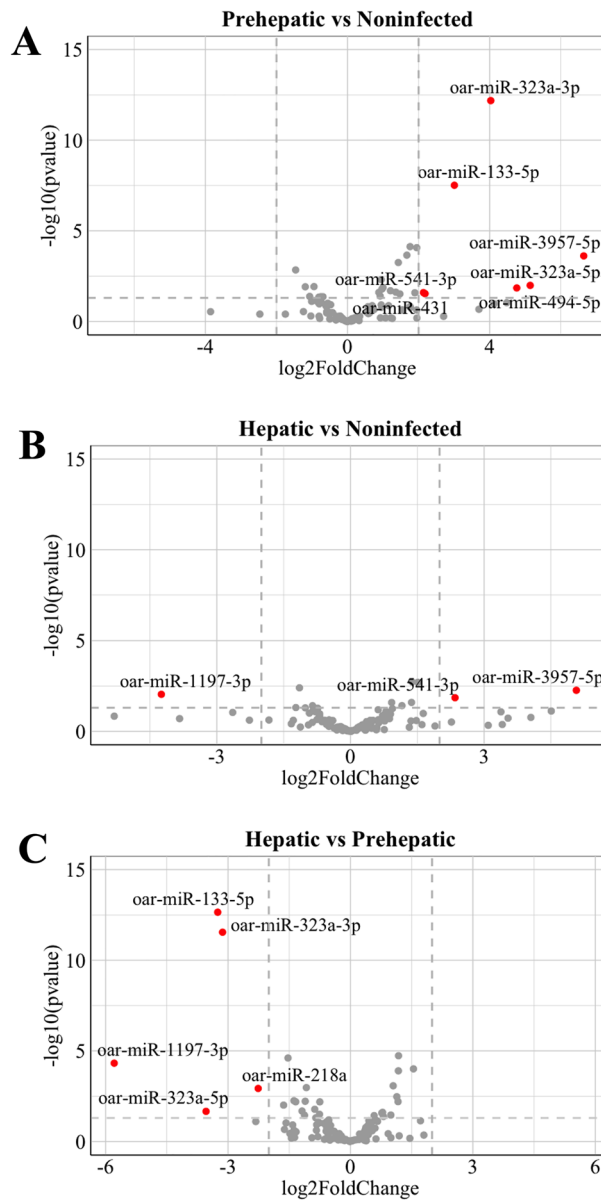 A
Prehepatic vs Noninfected
15
oar-miR-323a-3p
10
oar-miR-133-5p
-log10(pvalue)
5
oar-miR-3957-5p
oar-miR-541-3p
oar-miR-323a-5p
oar-miR-431
oar-miR-494-5p
0
-4
0
4
log2FoldChange
B
Hepatic vs Noninfected
15
10
-log10(pvalue)
5
oar-miR-1197-3p
oar-miR-541-3p
oar-miR-3957-5p
0
-3
0
3
log2FoldChange
C
Hepatic vs Prehepatic
15
oar-miR-133-5p
oar-miR-323a-3p
10
-log10(pvalue)
5
oar-miR-1197-3p
oar-miR-218a
oar-miR-323a-5p
0
-6
-3
0
3
6
log2FoldChange